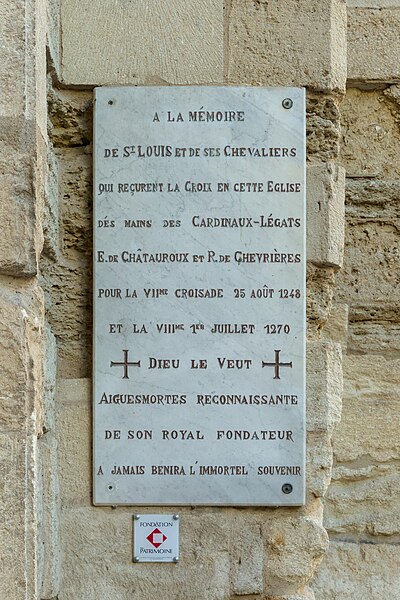 A LA MÉMOIRE
DE ST LOUIS ET DE SES CHEVALIERS
QUI REÇURENT LA CROIX EN CETTE EGLISE
DÉS MAINS DES CARDINAUX-LÉGATS
E. DE CHÂTAUROUX ET R. DE CHEVRIÈRES
POUR LA VIIME CROISADE 25 AOÛT 1248
ET LA VIIIME 1ER JUILLET 1270
DIEU LE VEUT
AIGUESMORTES RECONNAISSANTE
DE SON ROYAL FONDATEUR
A JAMAIS BENIRA L'IMMORTEL SOUVENIR
FONDATION
PATRIMOINE